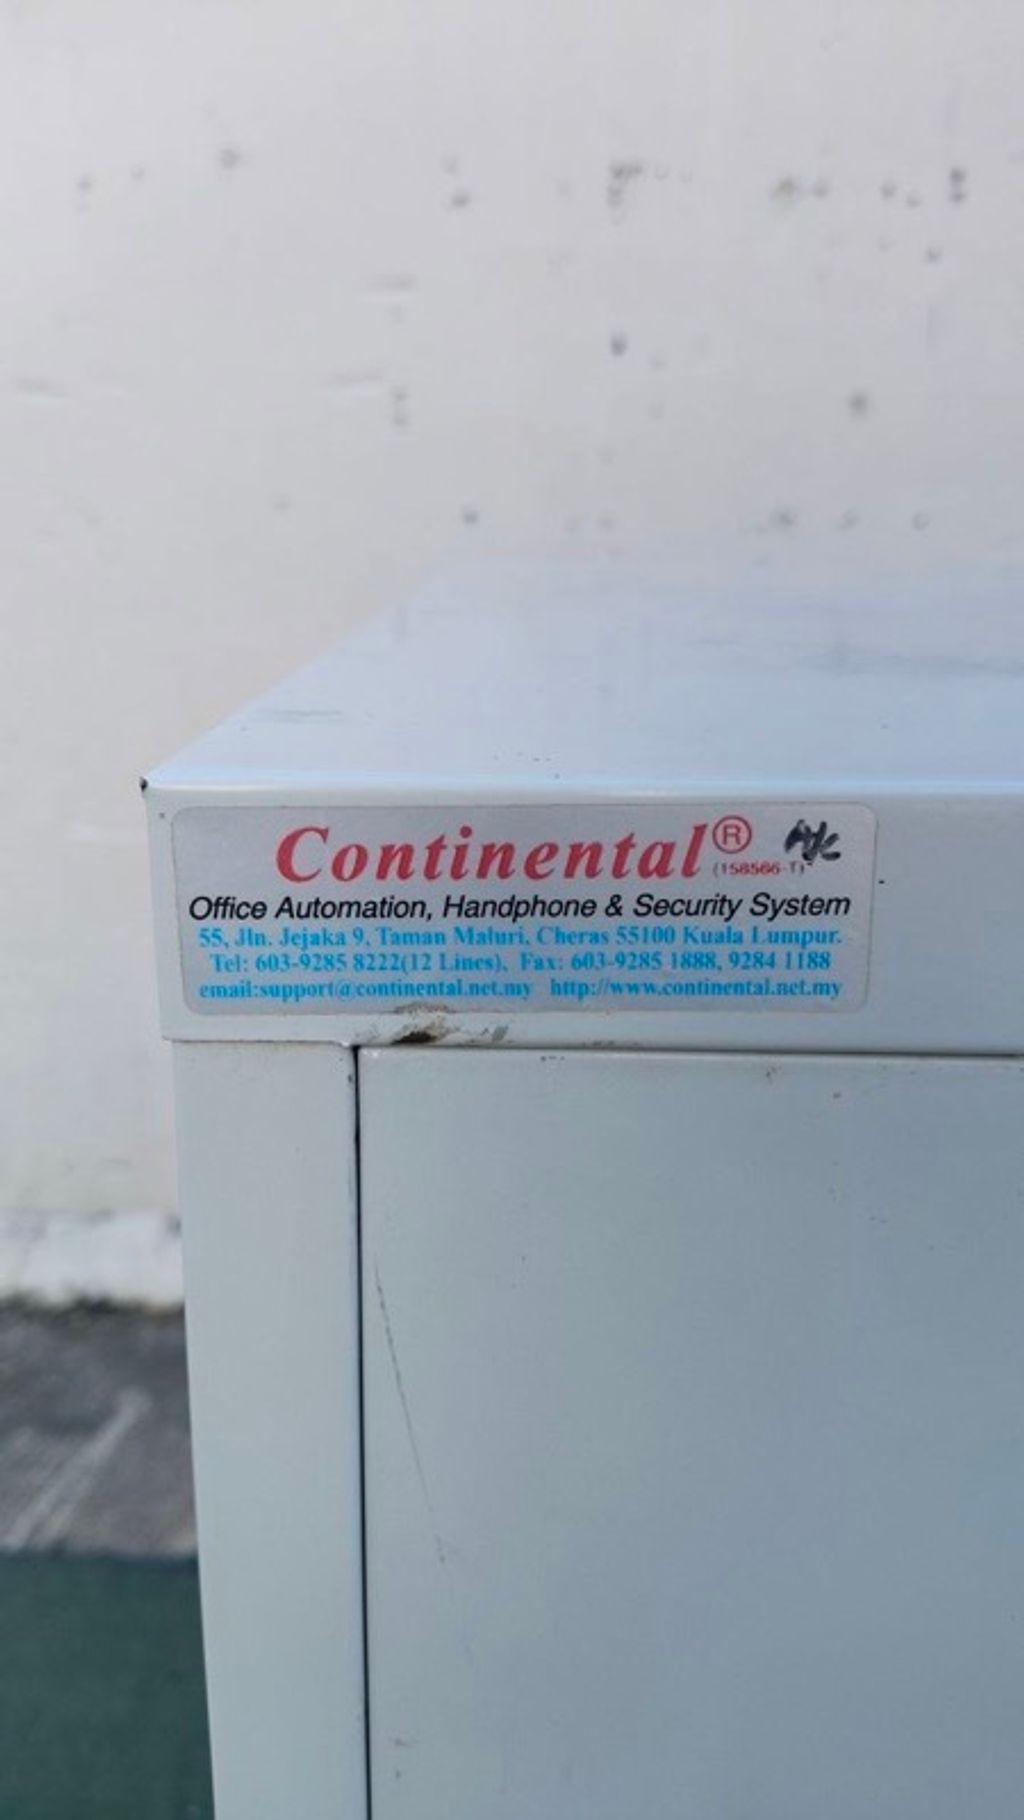 Continental®
(158566-T)
Office Automation, Handphone & Security System
55, Jln. Jejaka 9, Taman Maluri, Cheras 55100 Kuala Lumpur.
Tel: 603-9285 8222(12 Lines), Fax: 603-9285 1888, 9284 1188
email:support@continental.net.my http://www.continental.net.my